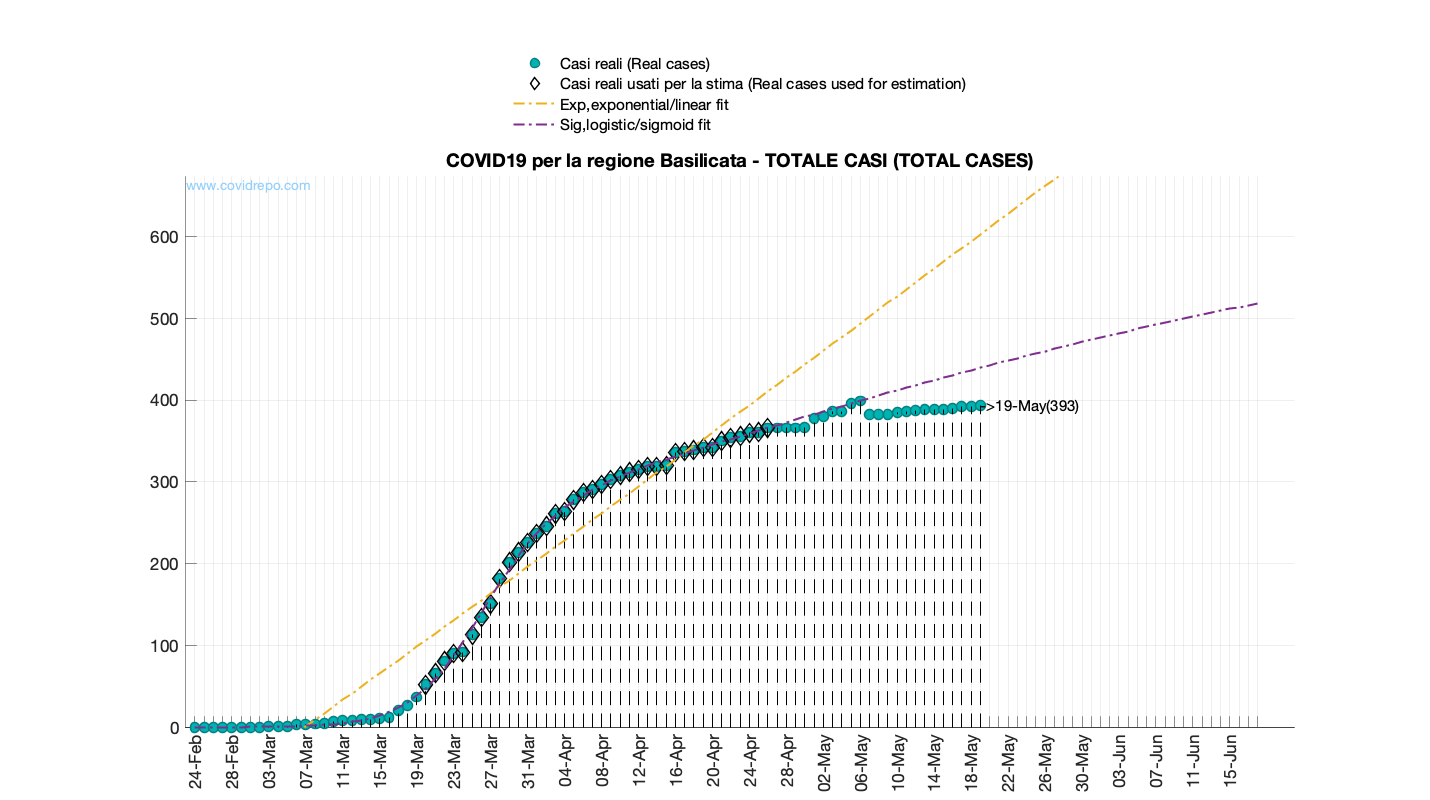 Casi reali (Real cases)
Casi reali usati per la stima (Real cases used for estimation)
Exp,exponential/linear fit
Sig,logistic/sigmoid fit
COVID19 per la regione Basilicata - TOTALE CASI (TOTAL CASES)
www.covidrepo.com
600
500
400
300
200
100
0
->19-May(393)
24-Feb
28-Feb
03-Mar
07-Mar
11-Mar
15-Mar
19-Mar
23-Mar
27-Mar
31-Mar
04-Apr
08-Apr
12-Apr
16-Apr
20-Apr
24-Apr
28-Apr
02-May
06-May
10-May
14-May
18-May
22-May
26-May
30-May
03-Jun
07-Jun
11-Jun
15-Jun